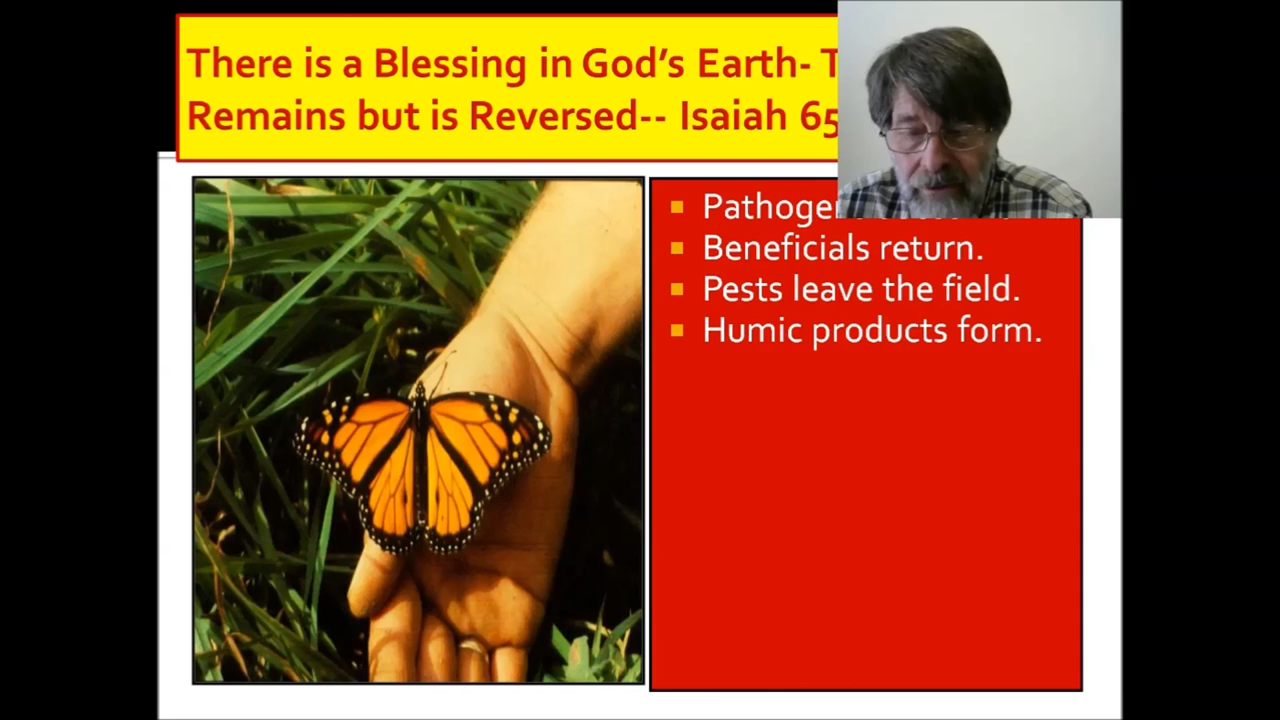 There is a Blessing in God's Earth-
Remains but is Reversed-- Isaiah 65
Beneficials return.
Pests leave the field.
Humic products form.